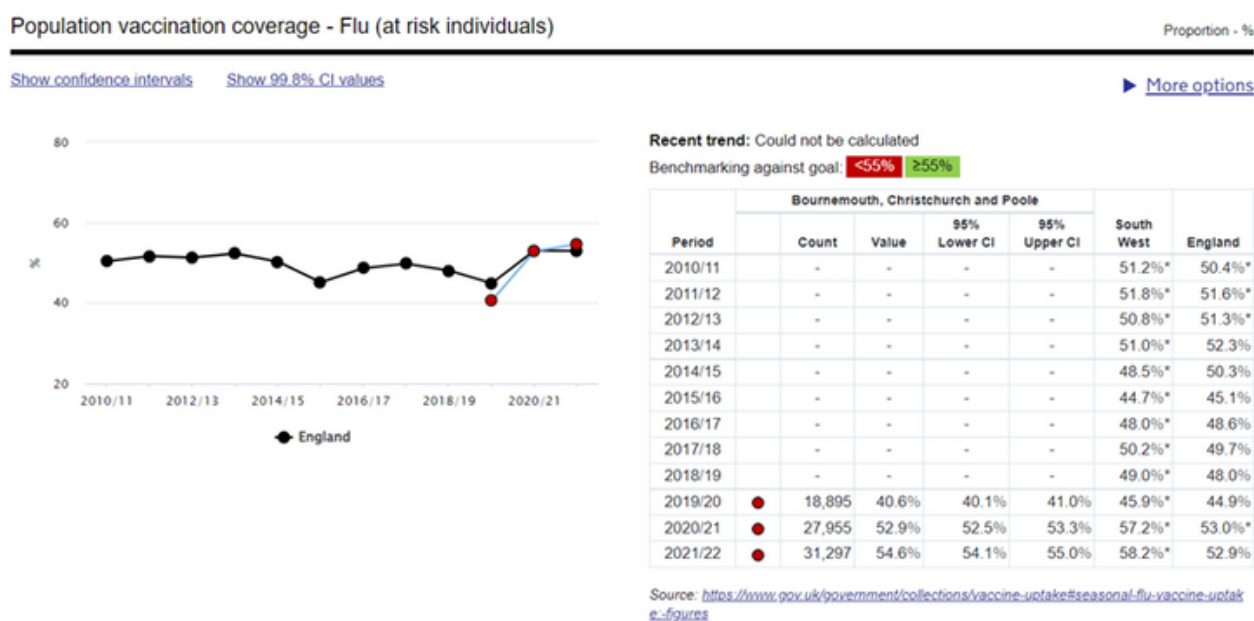 Population vaccination coverage - Flu (at risk individuals)
Proportion - %
Show confidence intervals Show 99.8% CI values
▶ More options
80
60
%
40
20
2010/11 2012/13 2014/15 2016/17 2018/19 2020/21
England
Recent trend: Could not be calculated
Benchmarking against goal: <55% ≥55%
Bournemouth, Christchurch and Poole
Period Count Value 95% Lower CI 95% Upper CI South West England
2010/11 - - - - 51.2%* 50.4%*
2011/12 - - - - 51.8%* 51.6%*
2012/13 - - - - 50.8%* 51.3%*
2013/14 - - - - 51.0%* 52.3%
2014/15 - - - - 48.5%* 50.3%
2015/16 - - - - 44.7%* 45.1%
2016/17 - - - - 48.0%* 48.6%
2017/18 - - - - 50.2%* 49.7%
2018/19 - - - - 49.0%* 48.0%
2019/20 18,895 40.6% 40.1% 41.0% 45.9%* 44.9%
2020/21 27,955 52.9% 52.5% 53.3% 57.2%* 53.0%*
2021/22 31,297 54.6% 54.1% 55.0% 58.2%* 52.9%
Source: https://www.gov.uk/government/collections/vaccine-uptake#seasonal-flu-vaccine-uptak
e:-figures